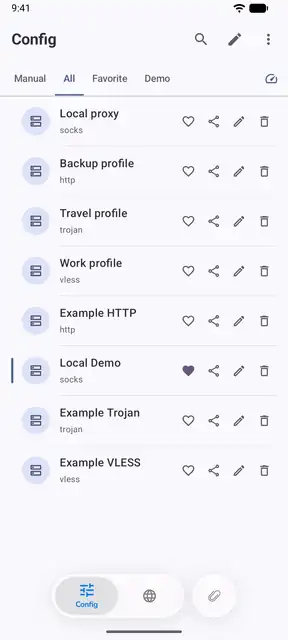 9:41
Config
Manual All Favorite Demo
Local proxy
socks
Backup profile
http
Travel profile
trojan
Work profile
vless
Example HTTP
http
Local Demo
socks
Example Trojan
trojan
Example VLESS
vless
Config